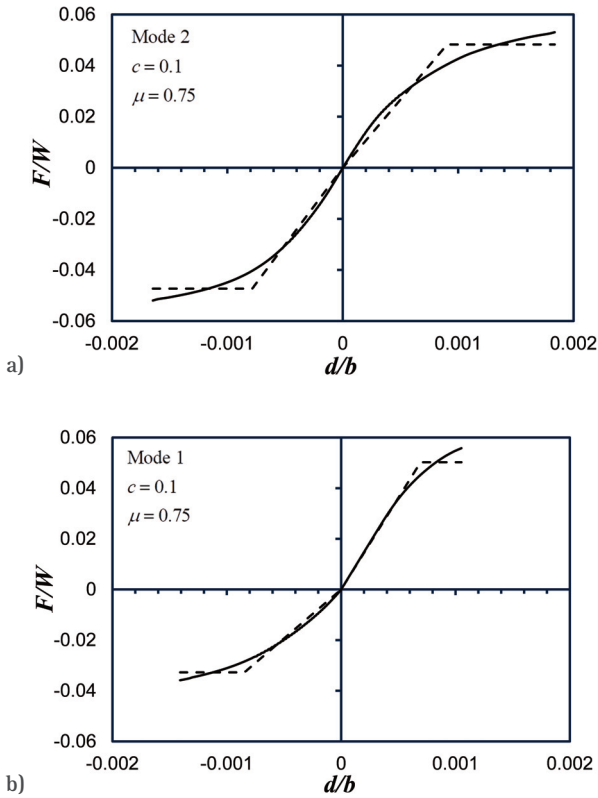 0.06
Mode 2
c = 0.1
μ = 0.75
0.04
0.02
0
-0.02
-0.04
-0.06
F/W
-0.002 -0.001 0 0.001 0.002
d/b
a)
0.06
Mode 1
c = 0.1
μ = 0.75
0.04
0.02
0
-0.02
-0.04
-0.06
F/W
-0.002 -0.001 0 0.001 0.002
d/b
b)